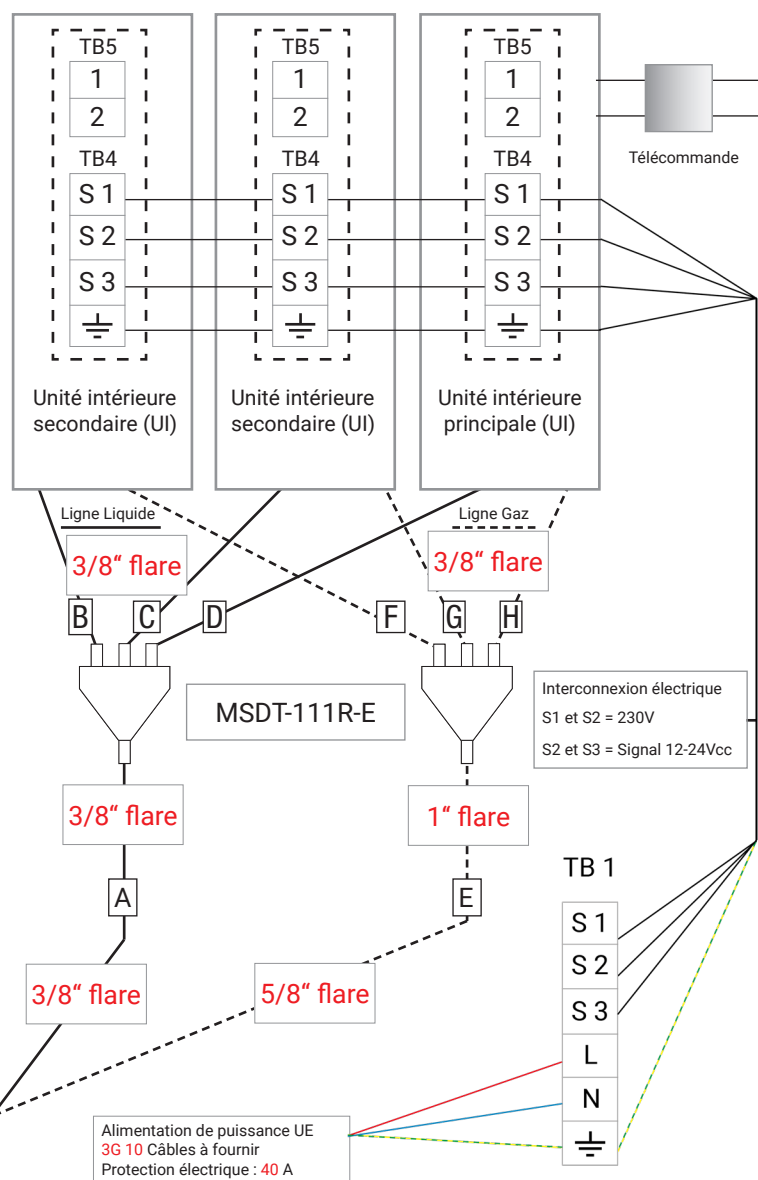 TB5
1
2
TB4
S 1
S 2
S 3
Unité intérieure
secondaire (UI)
TB5
1
2
TB4
S 1
S 2
S 3
Unité intérieure
secondaire (UI)
TB5
1
2
TB4
S 1
S 2
S 3
Unité intérieure
principale (UI)
Télécommande
Ligne Liquide
3/8“ flare
Ligne Gaz
3/8“ flare
B
C
D
F
G
H
MSDT-111R-E
Interconnexion électrique
S1 et S2 = 230V
S2 et S3 = Signal 12-24Vcc
3/8“ flare
1“ flare
A
E
3/8“ flare
5/8“ flare
TB 1
S 1
S 2
S 3
L
N
Alimentation de puissance UE
3G 10 Câbles à fournir
Protection électrique : 40 A